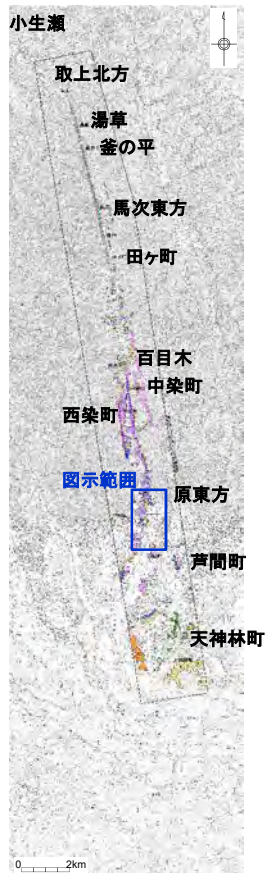 小生瀬
取上北方
湯草
釜の平
馬次東方
田ヶ町
百目木
中染町
西染町
図示範囲
原東方
芦間町
天神林町
0 2km